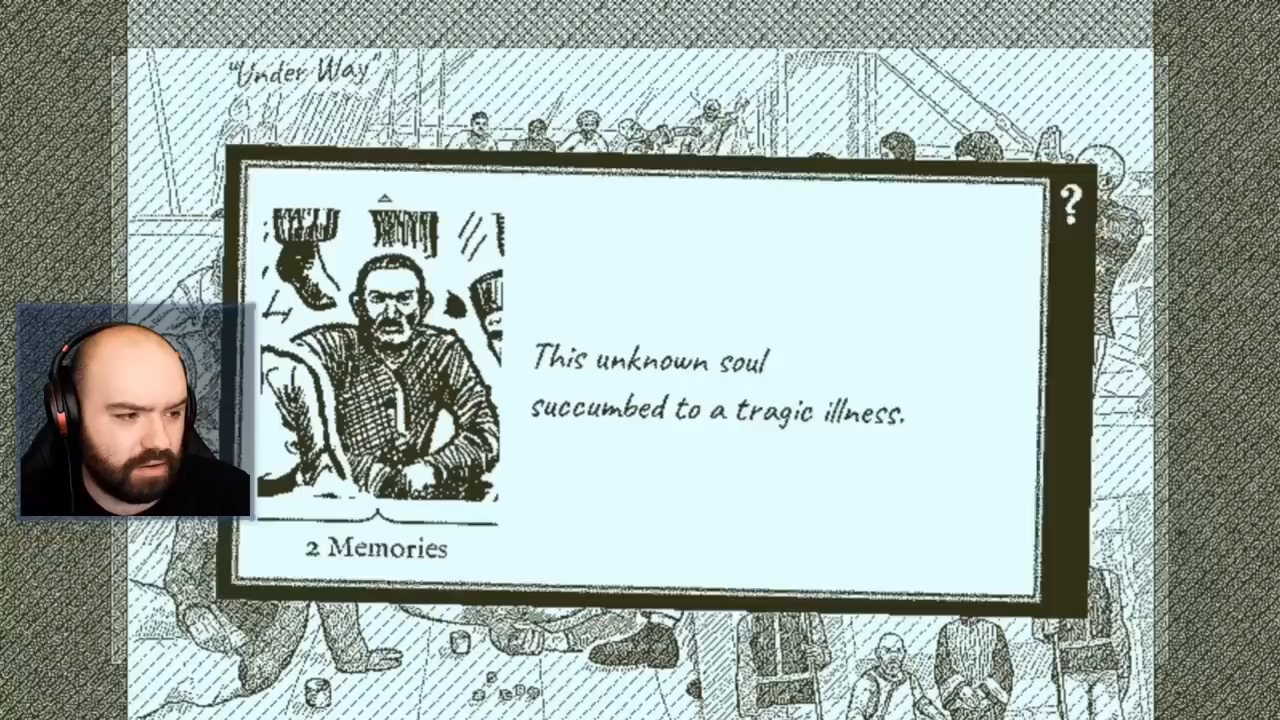 "Under Way"
?
This unknown soul
succumbed to a tragic illness.
2 Memories